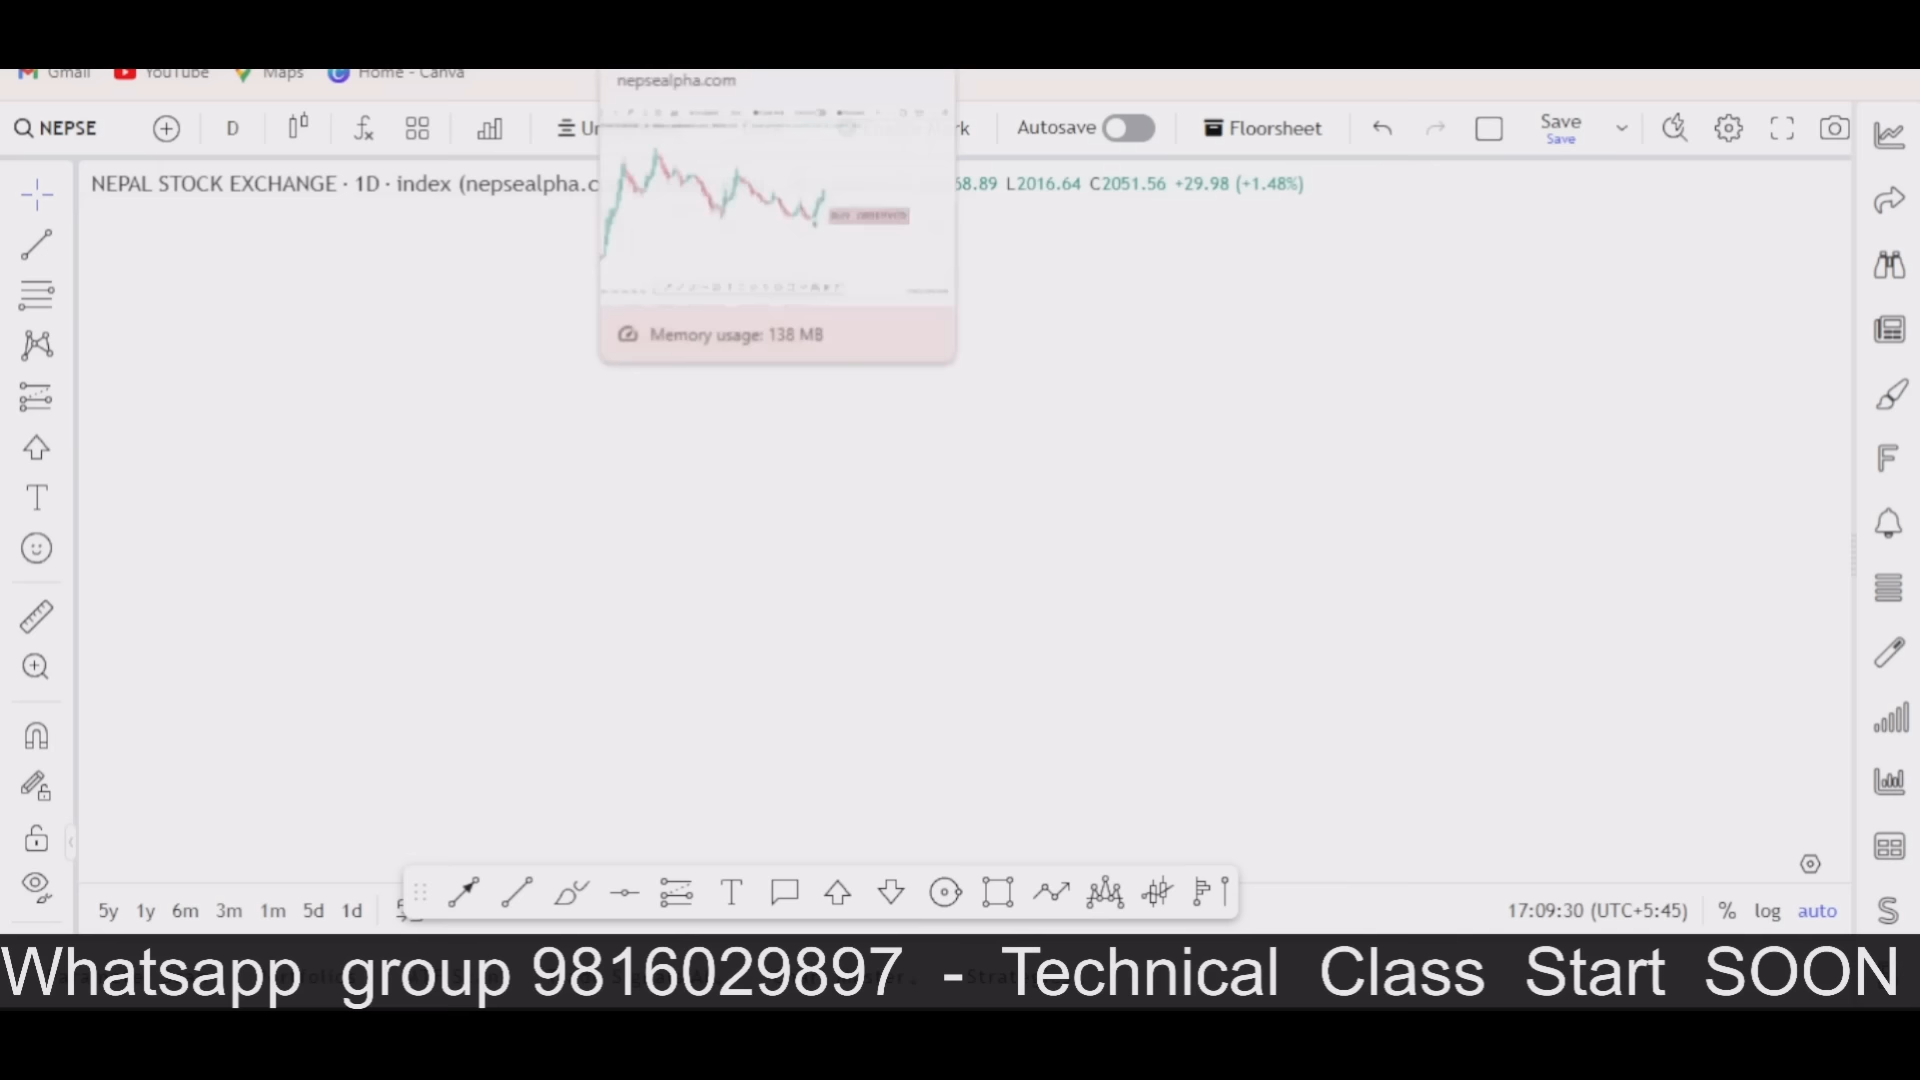 Gmail YouTube Maps Home - Canva
nepsealpha.com
NEPSE D Autosave Floorsheet Save
Save
NEPAL STOCK EXCHANGE · 1D · index (nepsealpha.c 68.89 L2016.64 C2051.56 +29.98 (+1.48%)
Memory usage: 138 MB
5y 1y 6m 3m 1m 5d 1d 17:09:30 (UTC+5:45) % log auto
Whatsapp group 9816029897 - Technical Class Start SOON